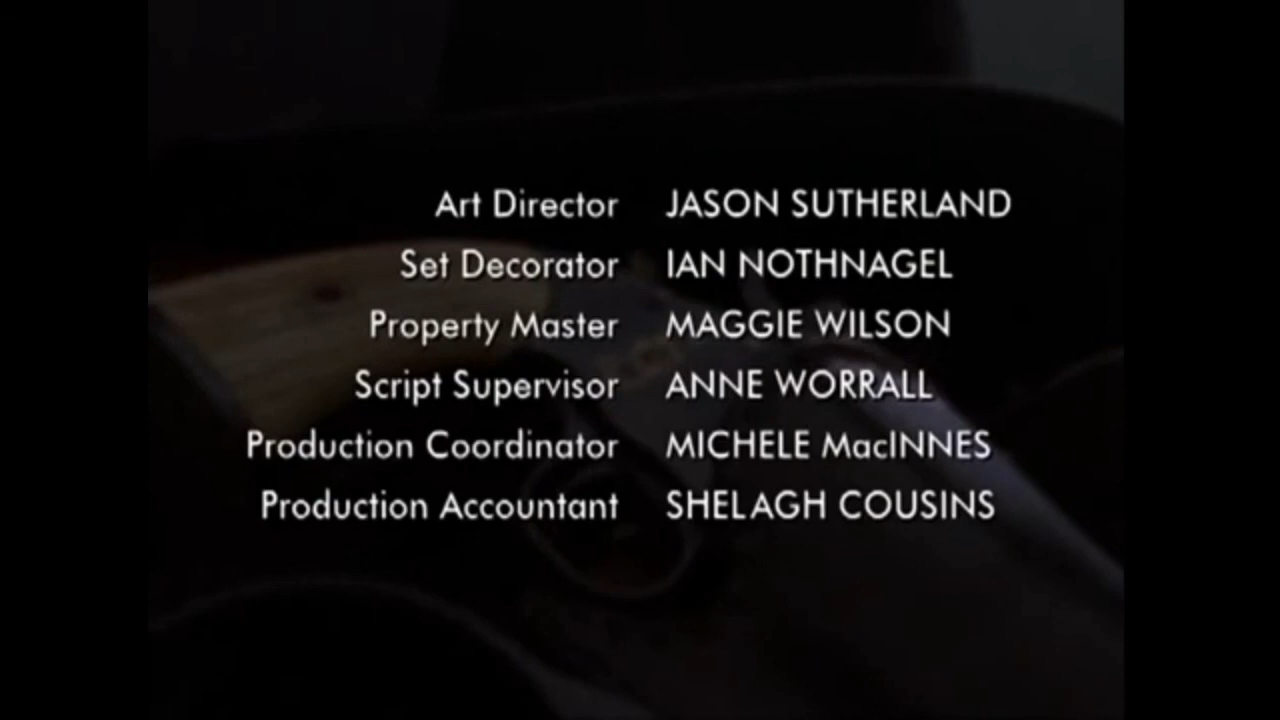 Art Director JASON SUTHERLAND
Set Decorator IAN NOTHNAGEL
Property Master MAGGIE WILSON
Script Supervisor ANNE WORRALL
Production Coordinator MICHELE MacINNES
Production Accountant SHELAGH COUSINS